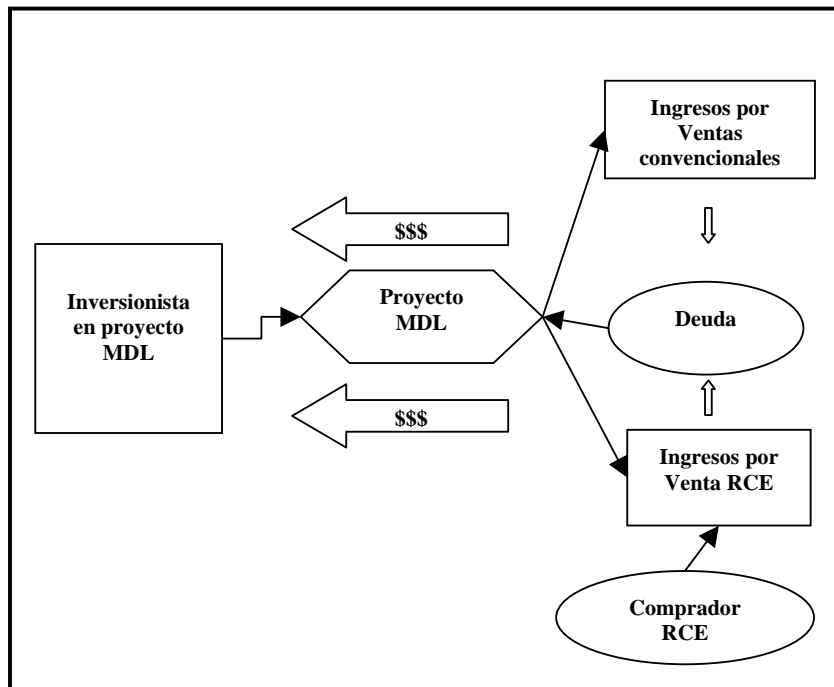 Ingresos por
Ventas
convencionales
$$$
Inversionista
en proyecto
MDL
Proyecto
MDL
Deuda
$$$
Ingresos por
Venta RCE
Comprador
RCE